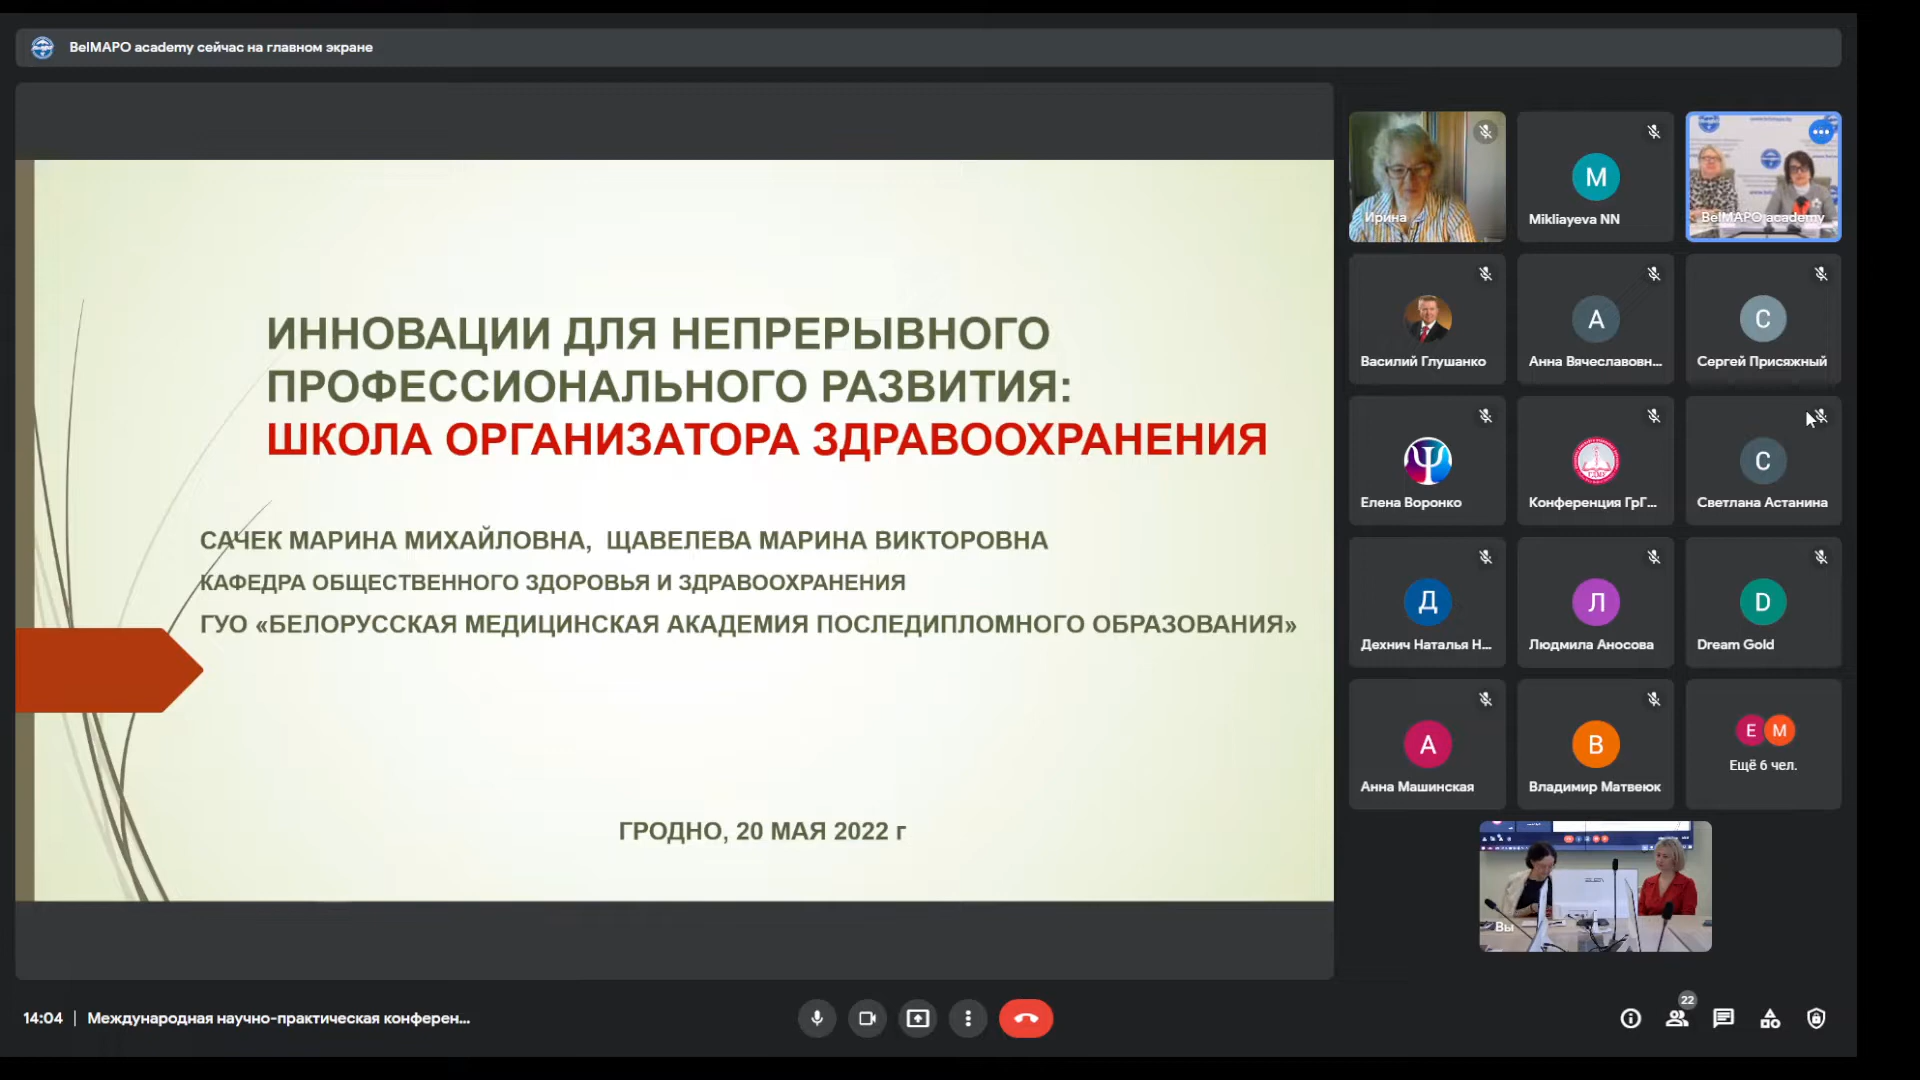 BelMAPO academy сейчас на главном экране
ИННОВАЦИИ ДЛЯ НЕПРЕРЫВНОГО
ПРОФЕССИОНАЛЬНОГО РАЗВИТИЯ:
ШКОЛА ОРГАНИЗАТОРА ЗДРАВООХРАНЕНИЯ
САЧЕК МАРИНА МИХАЙЛОВНА, ЩАВЕЛЕВА МАРИНА ВИКТОРОВНА
КАФЕДРА ОБЩЕСТВЕННОГО ЗДОРОВЬЯ И ЗДРАВООХРАНЕНИЯ
ГУО «БЕЛОРУССКАЯ МЕДИЦИНСКАЯ АКАДЕМИЯ ПОСЛЕДИПЛОМНОГО ОБРАЗОВАНИЯ»
ГРОДНО, 20 МАЯ 2022 г
Ирина
M
Mikliayeva NN
BelMAPO academy
Василий Глушанко
А
Анна Вячеславовн...
С
Сергей Присяжный
Ψ
Елена Воронко
Конференция ГрГ...
С
Светлана Астанина
Д
Дехнич Наталья Н...
Л
Людмила Аносова
D
Dream Gold
А
Анна Машинская
В
Владимир Матвеюк
Е М
Ещё 6 чел.
Вы
14:04 | Международная научно-практическая конферен...
22